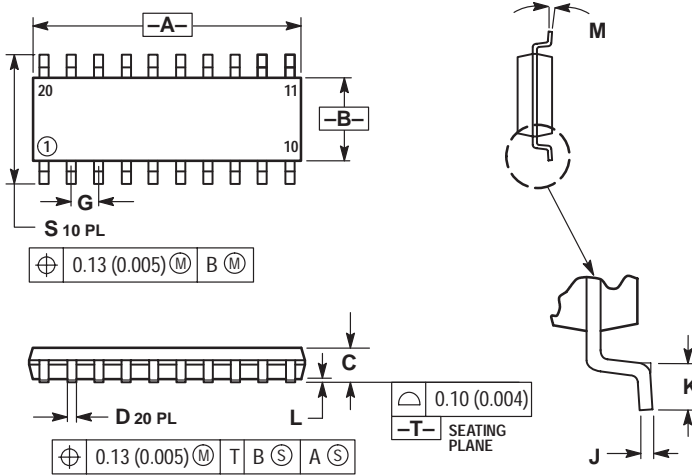 –A–
M
20
11
–B–
1
10
G
S 10 PL
⌖ 0.13 (0.005) Ⓜ B Ⓜ
C
K
L
⌓ 0.10 (0.004)
D 20 PL
–T– SEATING
PLANE
J
⌖ 0.13 (0.005) Ⓜ T B Ⓢ A Ⓢ